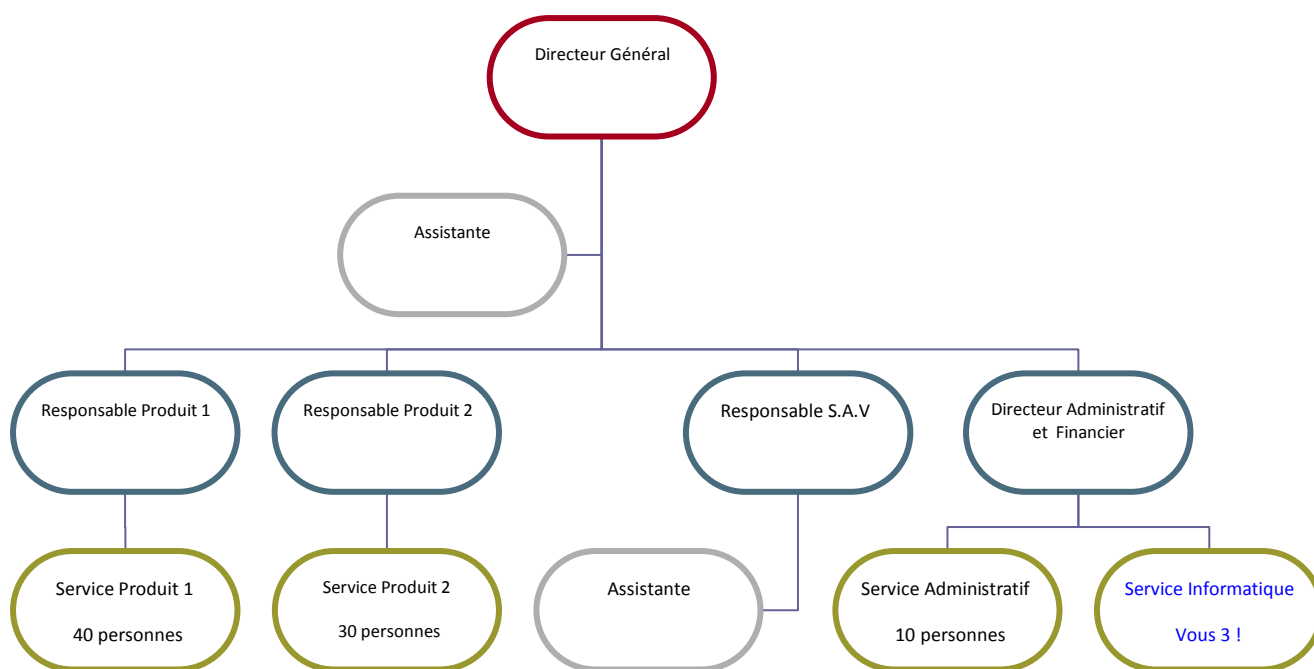 Directeur Général
Assistante
Responsable Produit 1
Responsable Produit 2
Responsable S.A.V
Directeur Administratif
et Financier
Service Produit 1
40 personnes
Service Produit 2
30 personnes
Assistante
Service Administratif
10 personnes
Service Informatique
Vous 3 !